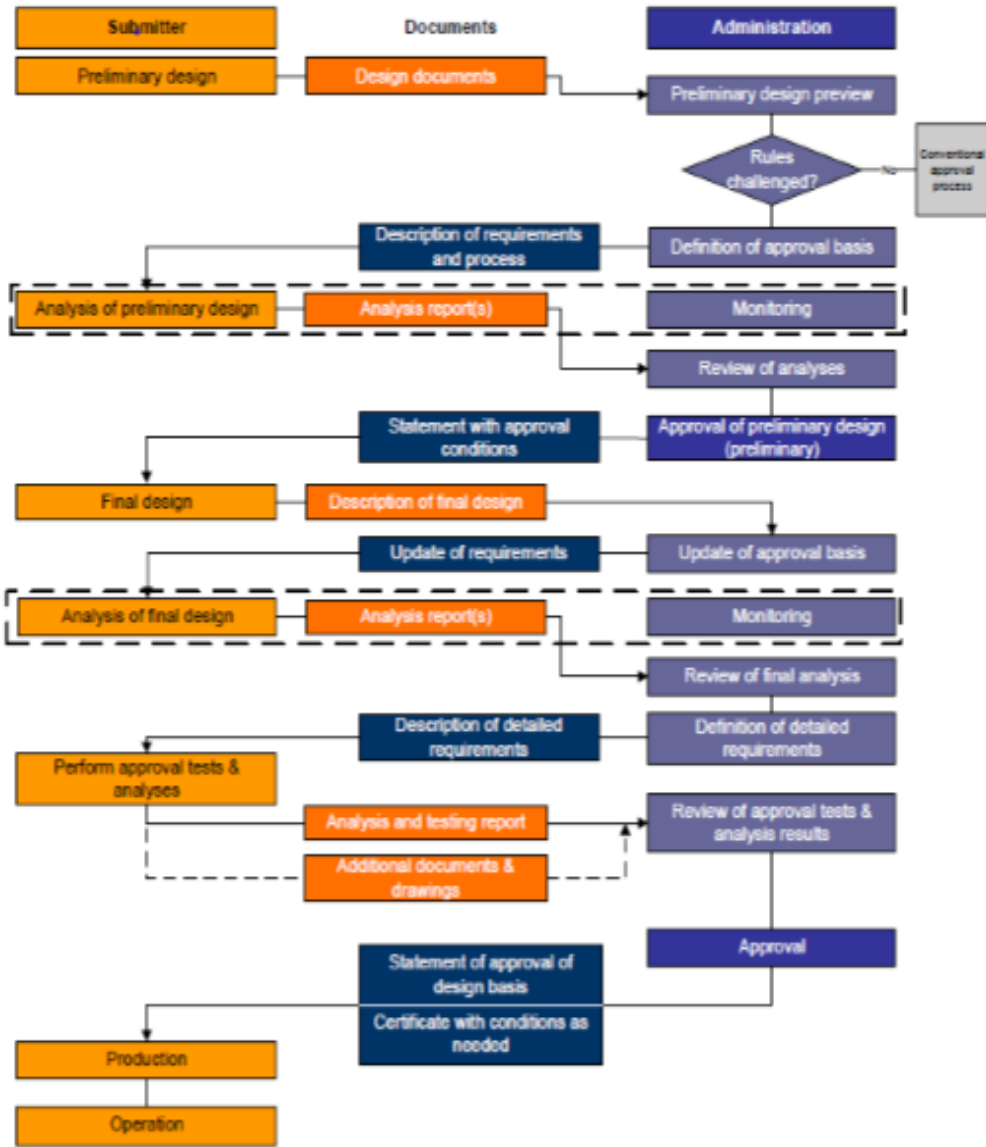 Submitter
Documents
Administration
Preliminary design
Design documents
Preliminary design preview
Rules
challenged?
No
Conventional
approval
process
Description of requirements
and process
Definition of approval basis
Analysis of preliminary design
Analysis report(s)
Monitoring
Review of analyses
Statement with approval
conditions
Approval of preliminary design
(preliminary)
Final design
Description of final design
Update of requirements
Update of approval basis
Analysis of final design
Analysis report(s)
Monitoring
Review of final analysis
Description of detailed
requirements
Definition of detailed
requirements
Perform approval tests &
analyses
Analysis and testing report
Review of approval tests &
analysis results
Additional documents &
drawings
Approval
Statement of approval of
design basis
Certificate with conditions as
needed
Production
Operation